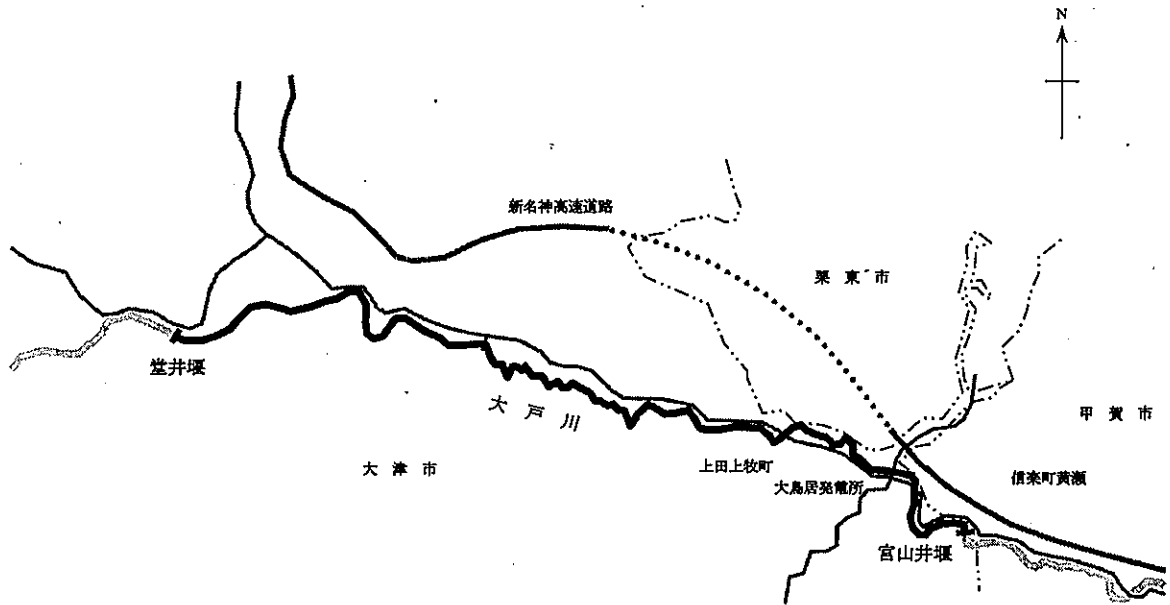 N
新名神高速道路
栗東市
堂井堰
大戸川
甲賀市
大津市
上田上牧町
大鳥居発電所
信楽町黄瀬
宮山井堰